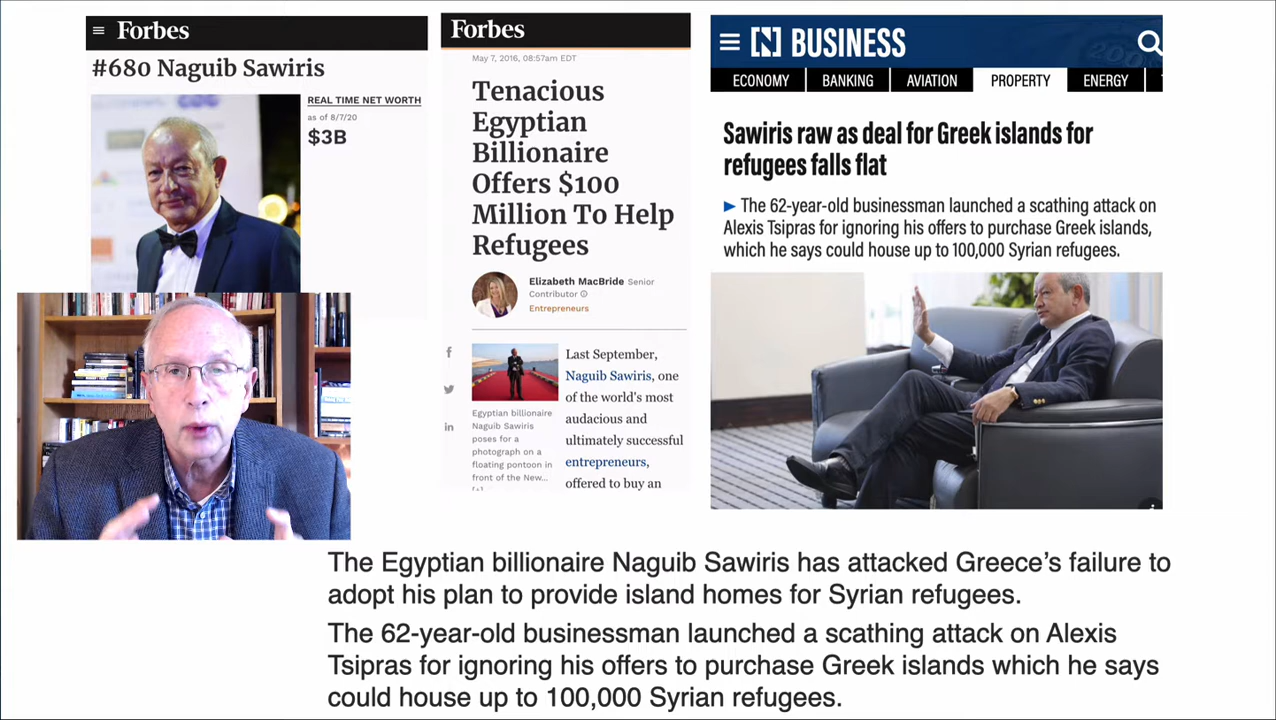 Forbes
#680 Naguib Sawiris
REAL TIME NET WORTH
as of 8/7/20
$3B
Forbes
May 7, 2016, 08:57am EDT
Tenacious
Egyptian
Billionaire
Offers $100
Million To Help
Refugees
Elizabeth MacBride Senior
Contributor
Entrepreneurs
Last September,
Naguib Sawiris, one
of the world's most
audacious and
ultimately successful
entrepreneurs,
offered to buy an
Egyptian billionaire
Naguib Sawiris
poses for a
photograph on a
floating pontoon in
front of the New...
[+]
N BUSINESS
ECONOMY BANKING AVIATION PROPERTY ENERGY
Sawiris raw as deal for Greek islands for
refugees falls flat
► The 62-year-old businessman launched a scathing attack on
Alexis Tsipras for ignoring his offers to purchase Greek islands,
which he says could house up to 100,000 Syrian refugees.
The Egyptian billionaire Naguib Sawiris has attacked Greece’s failure to
adopt his plan to provide island homes for Syrian refugees.
The 62-year-old businessman launched a scathing attack on Alexis
Tsipras for ignoring his offers to purchase Greek islands which he says
could house up to 100,000 Syrian refugees.